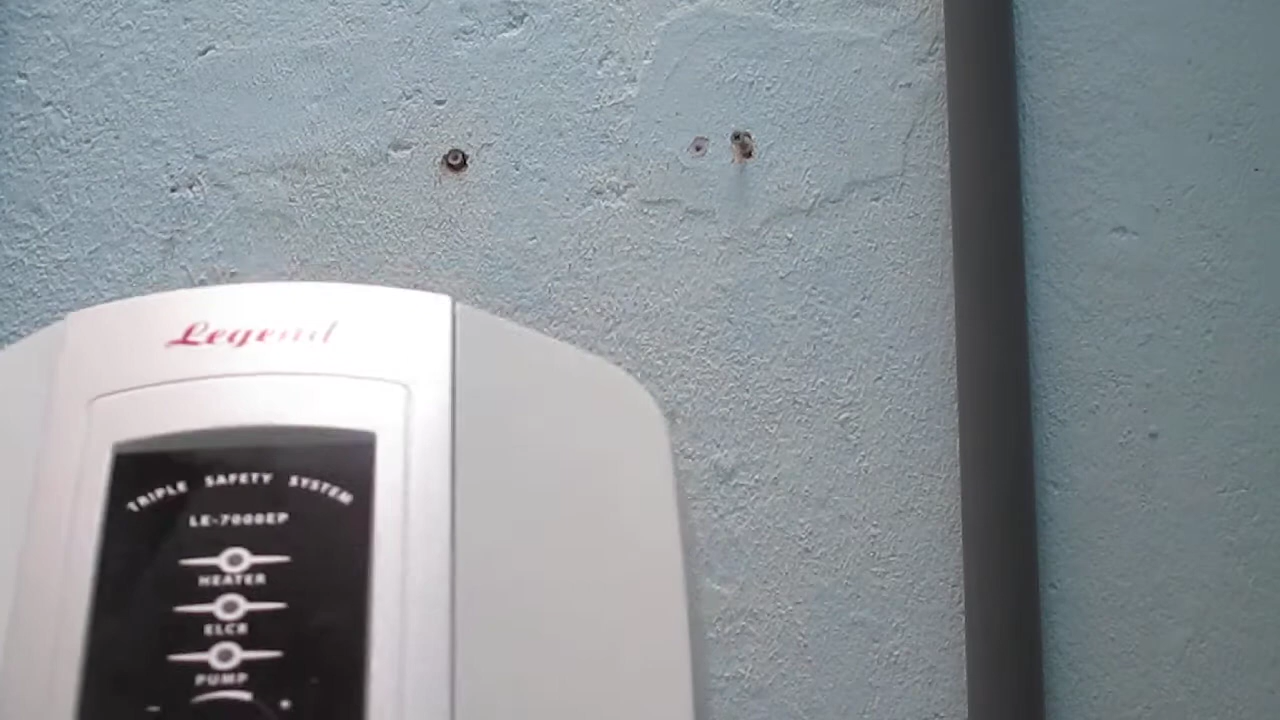 Legend
TRIPLE SAFETY SYSTEM
LE-7000EP
HEATER
ELCB
PUMP